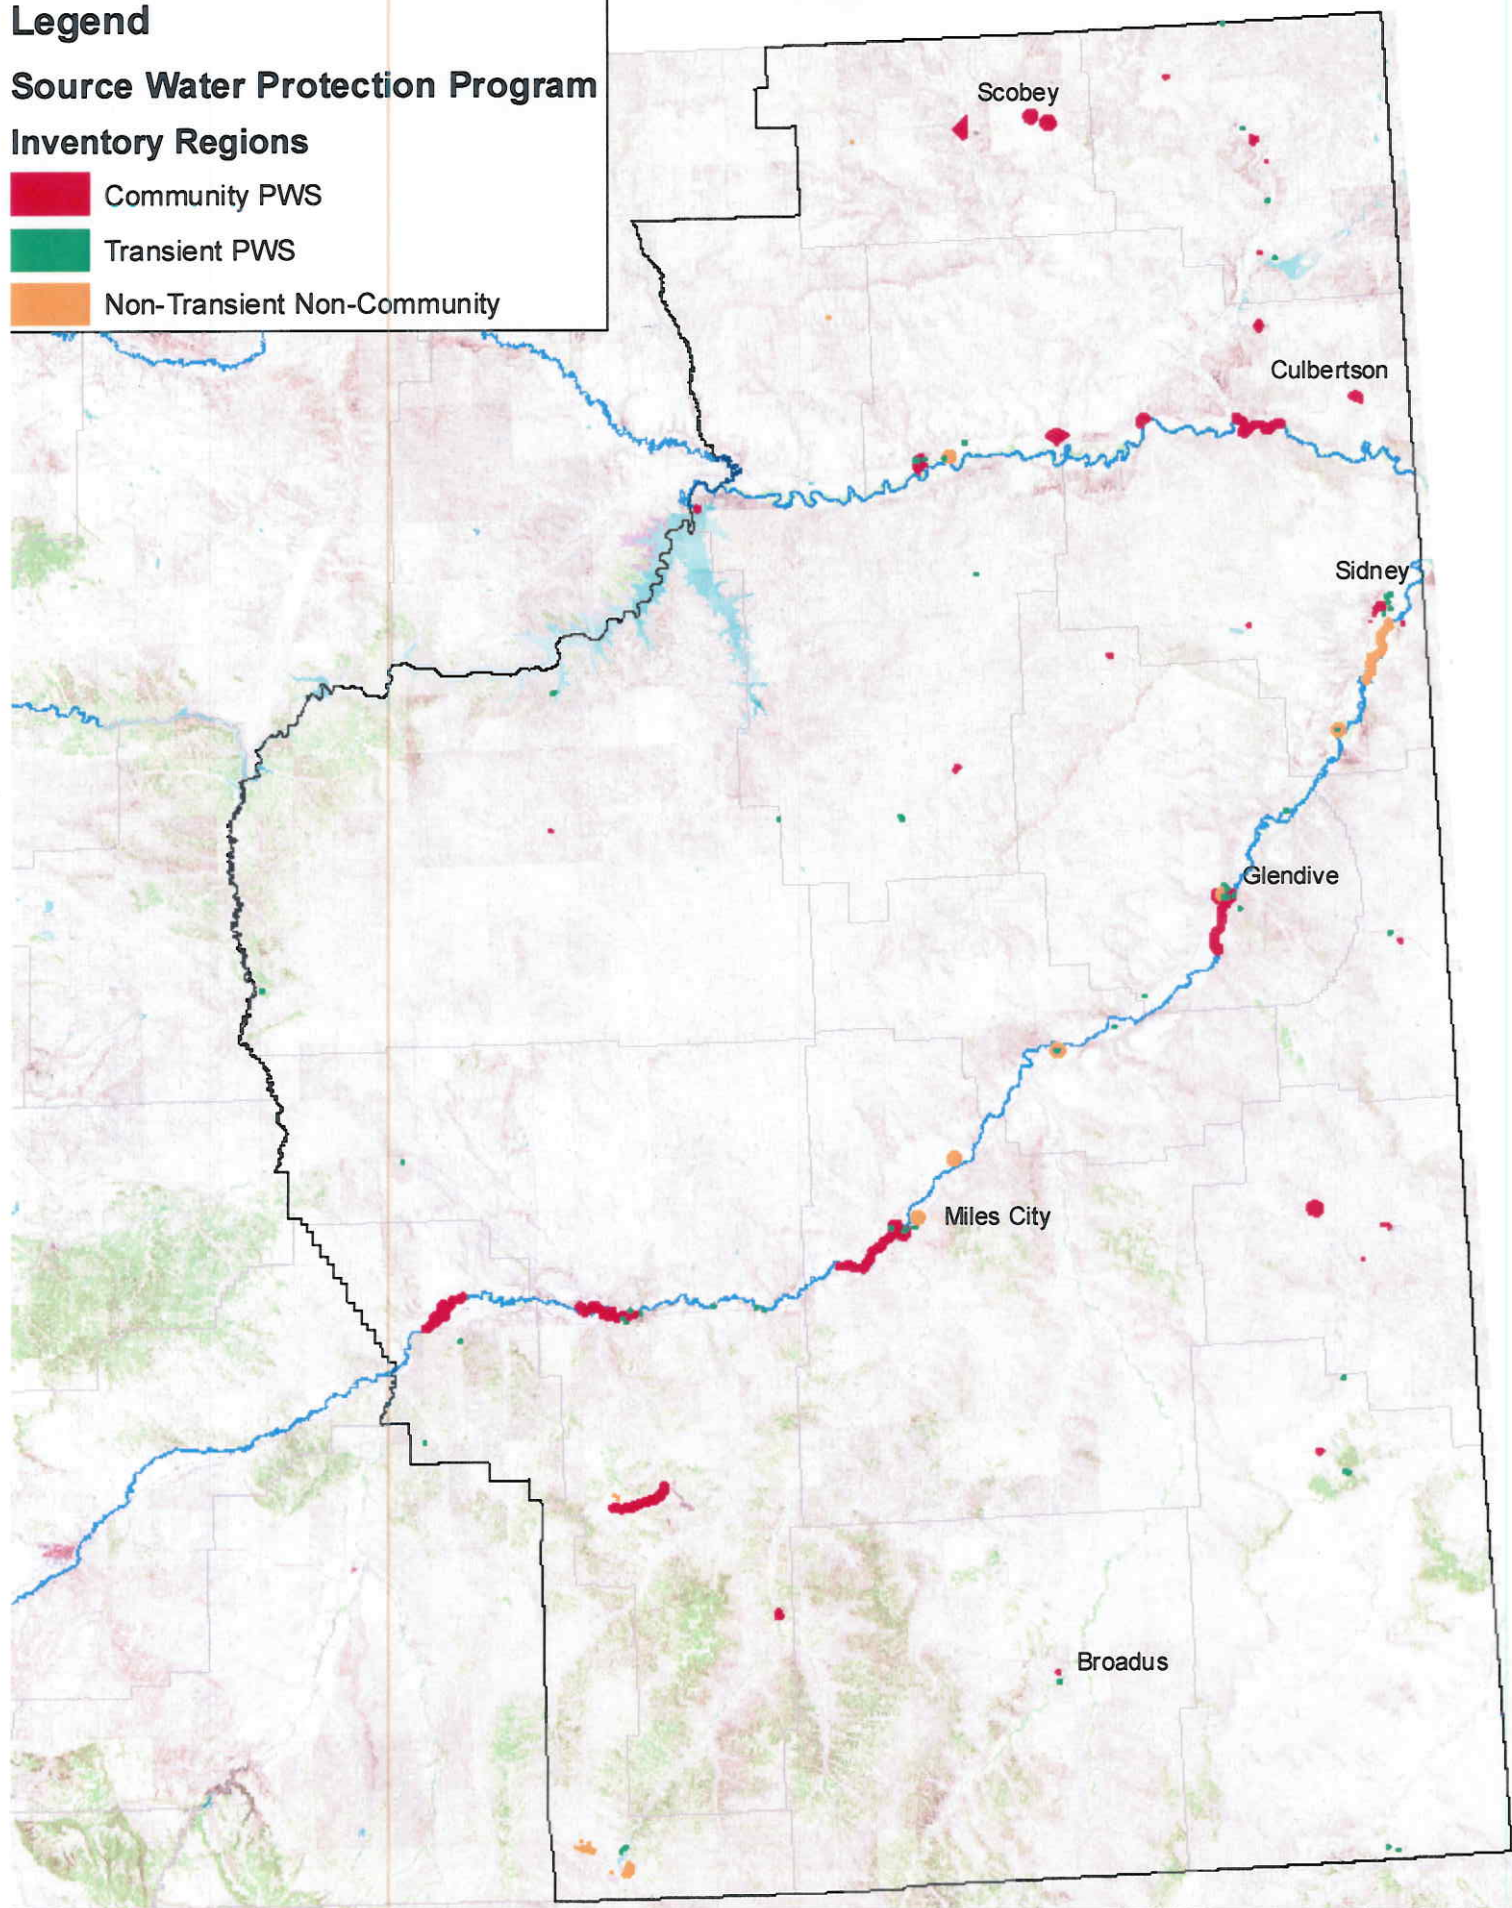 Legend
Source Water Protection Program
Inventory Regions
Community PWS
Transient PWS
Non-Transient Non-Community
Scobey
Culbertson
Sidney
Glendive
Miles City
Broadus